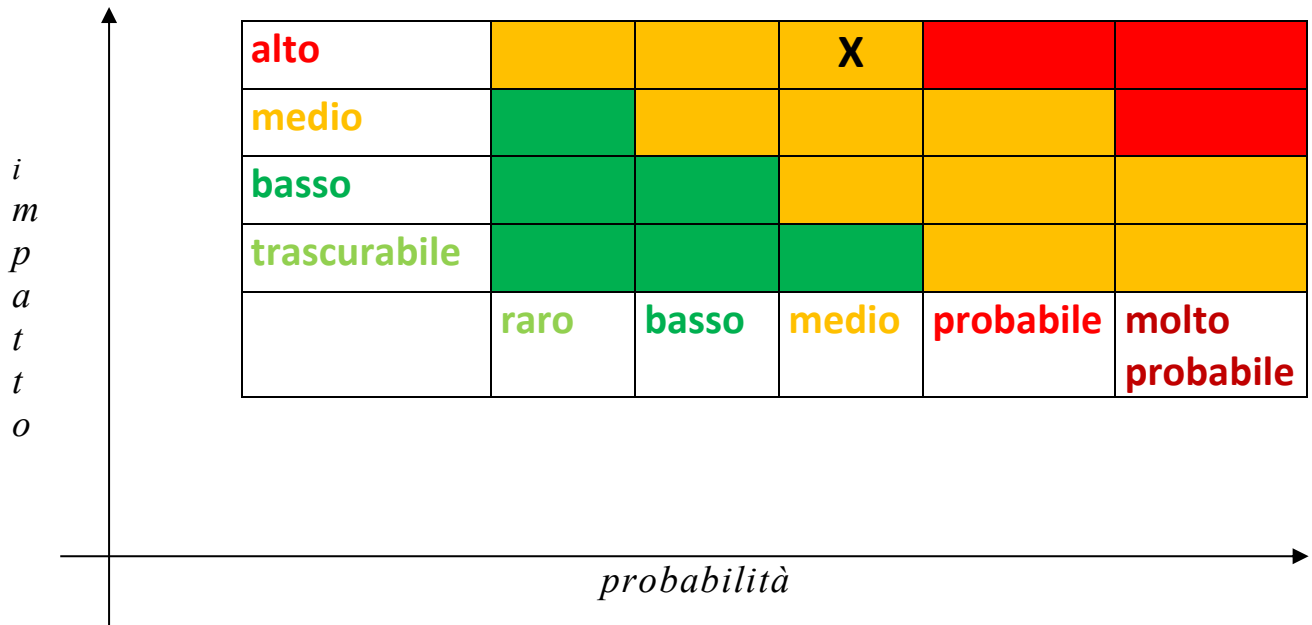 alto X
medio
basso
trascurabile
raro basso medio probabile molto
probabile
i
m
p
a
t
t
o
probabilità